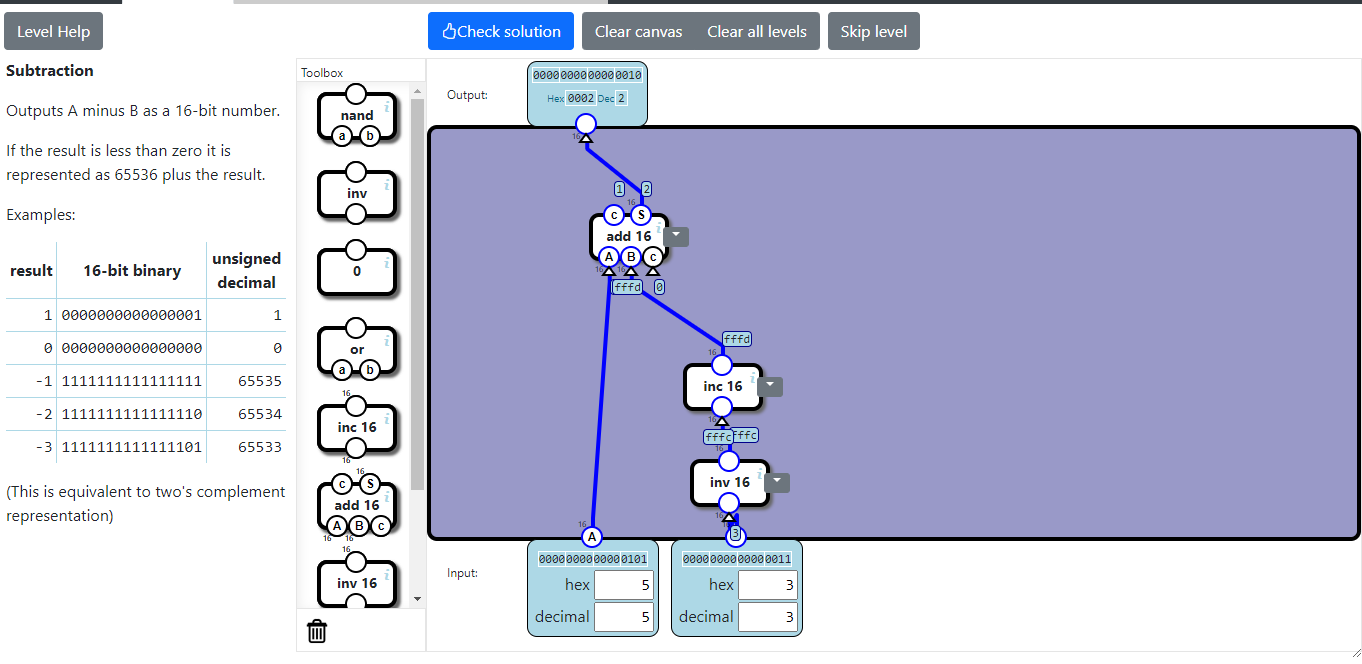 Level Help
Check solution
Clear canvas
Clear all levels
Skip level
Subtraction
Outputs A minus B as a 16-bit number.
If the result is less than zero it is
represented as 65536 plus the result.
Examples:
result 16-bit binary unsigned decimal
1 0000000000000001 1
0 0000000000000000 0
-1 1111111111111111 65535
-2 1111111111111110 65534
-3 1111111111111101 65533
(This is equivalent to two's complement
representation)
Toolbox
i
nand
a b
i
inv
i
0
i
or
a b
16
i
inc 16
16
16
c S
i
add 16
A B c
16 16
16
i
inv 16
Output:
0000000000000010
Hex 0002 Dec 2
16
1 2
16
c S
i
add 16
A B c
16 16
fffd 0
fffd
16
i
inc 16
16
fffc fffc
16
i
inv 16
16 16
3
16
A
Input:
0000000000000101
hex 5
decimal 5
0000000000000011
hex 3
decimal 3